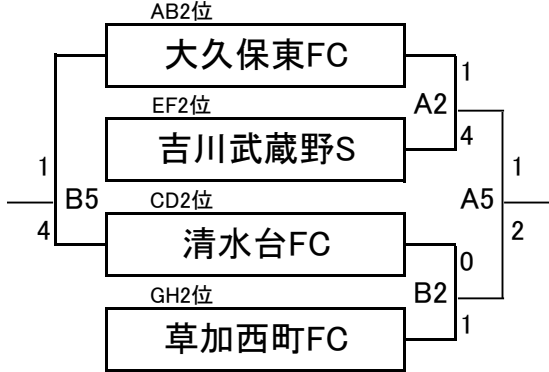 AB2位
大久保東FC
1
EF2位
A2
吉川武蔵野S
4
1
B5
4
CD2位
清水台FC
0
A5
1
2
GH2位
B2
草加西町FC
1